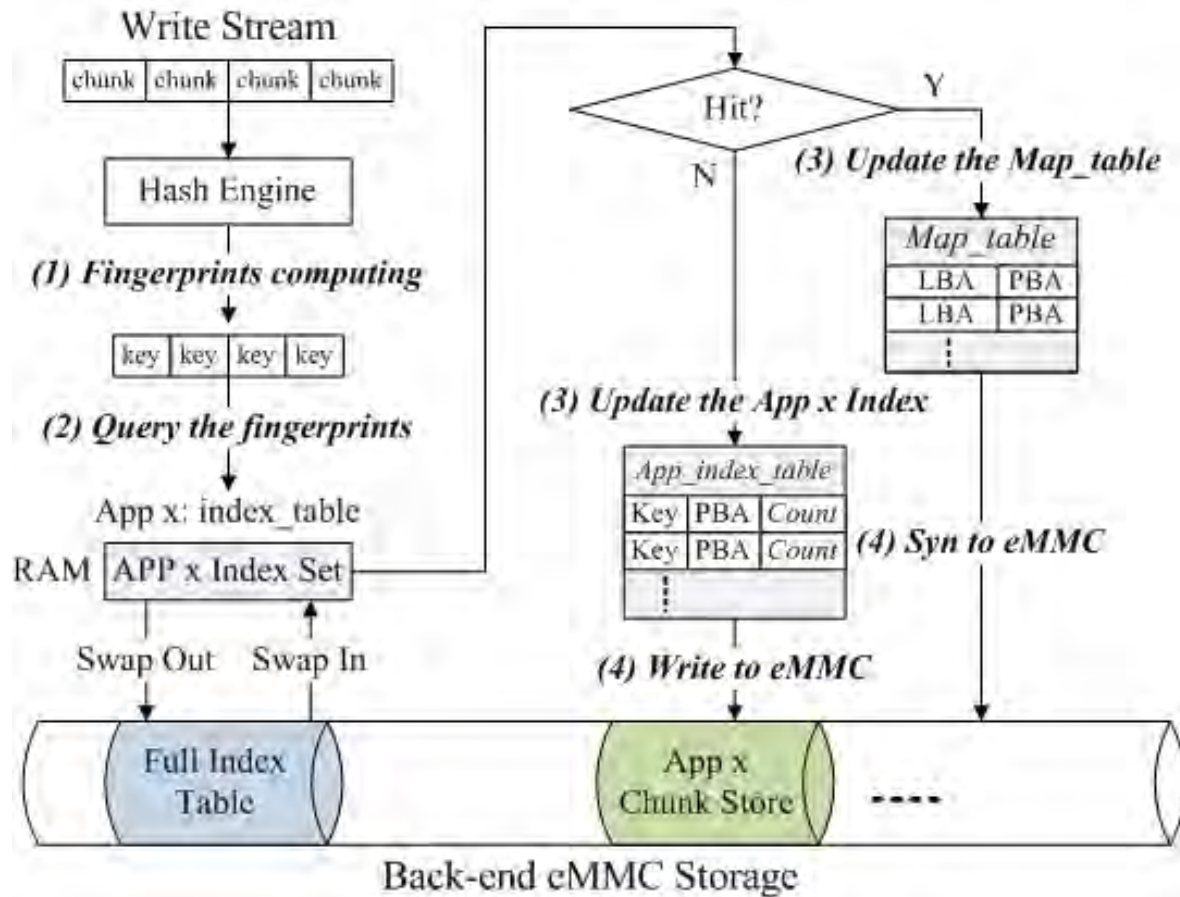 Write Stream
chunk chunk chunk chunk
Hash Engine
(1) Fingerprints computing
key key key key
(2) Query the fingerprints
App x: index_table
RAM
APP x Index Set
Swap Out
Swap In
Hit?
Y
N
(3) Update the Map_table
Map_table
LBA PBA
LBA PBA
(3) Update the App x Index
App_index_table
Key PBA Count
Key PBA Count
(4) Syn to eMMC
(4) Write to eMMC
Full Index
Table
App x
Chunk Store
Back-end eMMC Storage